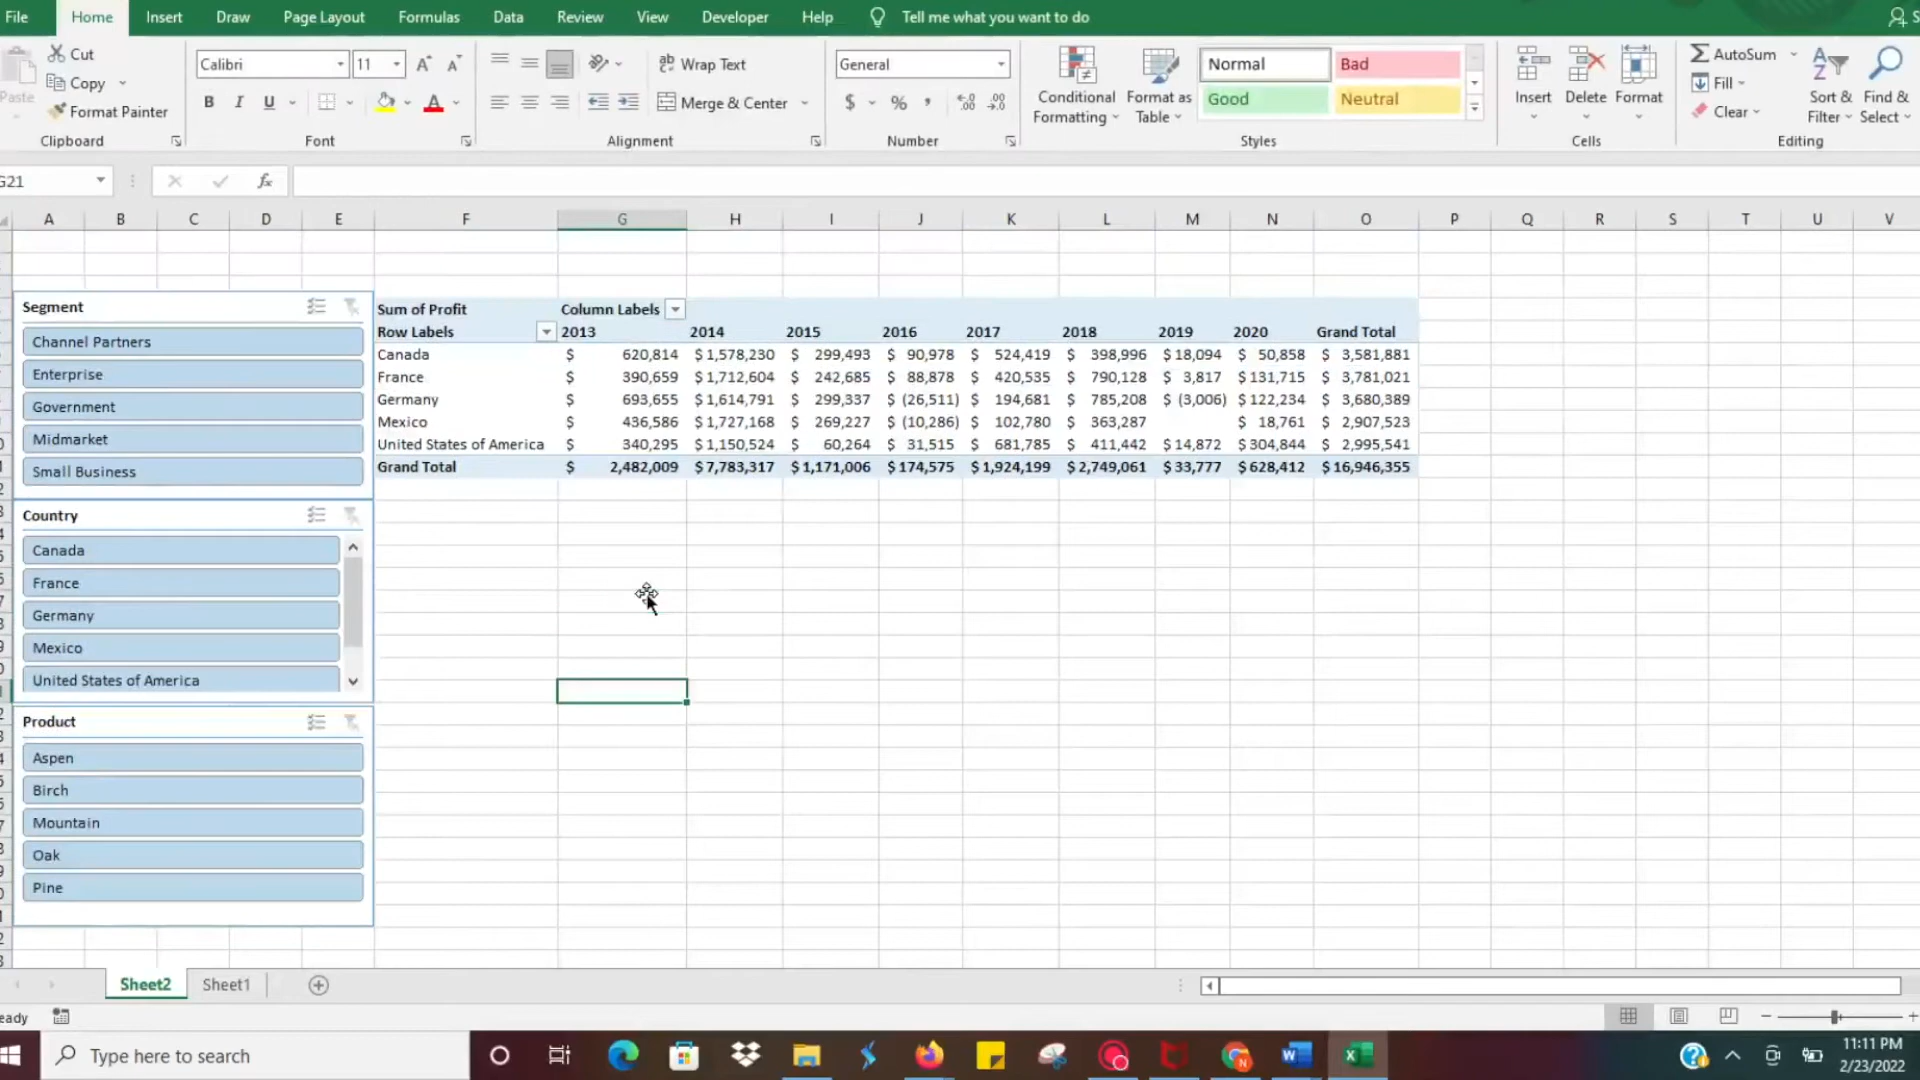 File Home Insert Draw Page Layout Formulas Data Review View Developer Help Tell me what you want to do
Cut
Copy
Format Painter
Paste
Clipboard
Calibri 11
B I U
Font
Wrap Text
Merge & Center
Alignment
General
$ % ,
Number
Conditional Formatting
Format as Table
Normal Bad
Good Neutral
Styles
Insert Delete Format
Cells
AutoSum
Fill
Clear
Sort & Filter
Find & Select
Editing
G21
fx
A B C D E F G H I J K L M N O P Q R S T U V
Segment
Channel Partners
Enterprise
Government
Midmarket
Small Business
Country
Canada
France
Germany
Mexico
United States of America
Product
Aspen
Birch
Mountain
Oak
Pine
Sum of Profit Column Labels
Row Labels 2013 2014 2015 2016 2017 2018 2019 2020 Grand Total
Canada $ 620,814 $ 1,578,230 $ 299,493 $ 90,978 $ 524,419 $ 398,996 $ 18,094 $ 50,858 $ 3,581,881
France $ 390,659 $ 1,712,604 $ 242,685 $ 88,878 $ 420,535 $ 790,128 $ 3,817 $ 131,715 $ 3,781,021
Germany $ 693,655 $ 1,614,791 $ 299,337 $ (26,511) $ 194,681 $ 785,208 $ (3,006) $ 122,234 $ 3,680,389
Mexico $ 436,586 $ 1,727,168 $ 269,227 $ (10,286) $ 102,780 $ 363,287 $ 18,761 $ 2,907,523
United States of America $ 340,295 $ 1,150,524 $ 60,264 $ 31,515 $ 681,785 $ 411,442 $ 14,872 $ 304,844 $ 2,995,541
Grand Total $ 2,482,009 $ 7,783,317 $ 1,171,006 $ 174,575 $ 1,924,199 $ 2,749,061 $ 33,777 $ 628,412 $ 16,946,355
Sheet2 Sheet1
eady
Type here to search
11:11 PM
2/23/2022